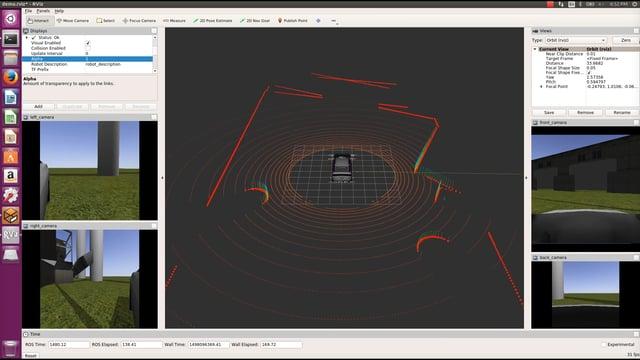 demo.rviz* - RViz
4:52 PM
File Panels Help
Interact Move Camera Select Focus Camera Measure 2D Pose Estimate 2D Nav Goal Publish Point
Displays
Status: Ok
Visual Enabled
Collision Enabled
Update Interval 0
Alpha 1
Robot Description robot_description
TF Prefix
Alpha
Amount of transparency to apply to the links.
Add Duplicate Remove Rename
left_camera
right_camera
Views
Type: Orbit (rviz) Zero
Current View Orbit (rviz)
Near Clip Distance 0.01
Target Frame <Fixed Frame>
Distance 33.9882
Focal Shape Size 0.05
Focal Shape Fixe...
Yaw 1.57358
Pitch 0.594797
Focal Point -0.24793; 1.0106; -0.06...
Save Remove Rename
front_camera
back_camera
Time
ROS Time: 1490.12 ROS Elapsed: 138.41 Wall Time: 1498096369.41 Wall Elapsed: 169.72
Experimental
Reset
31 fps